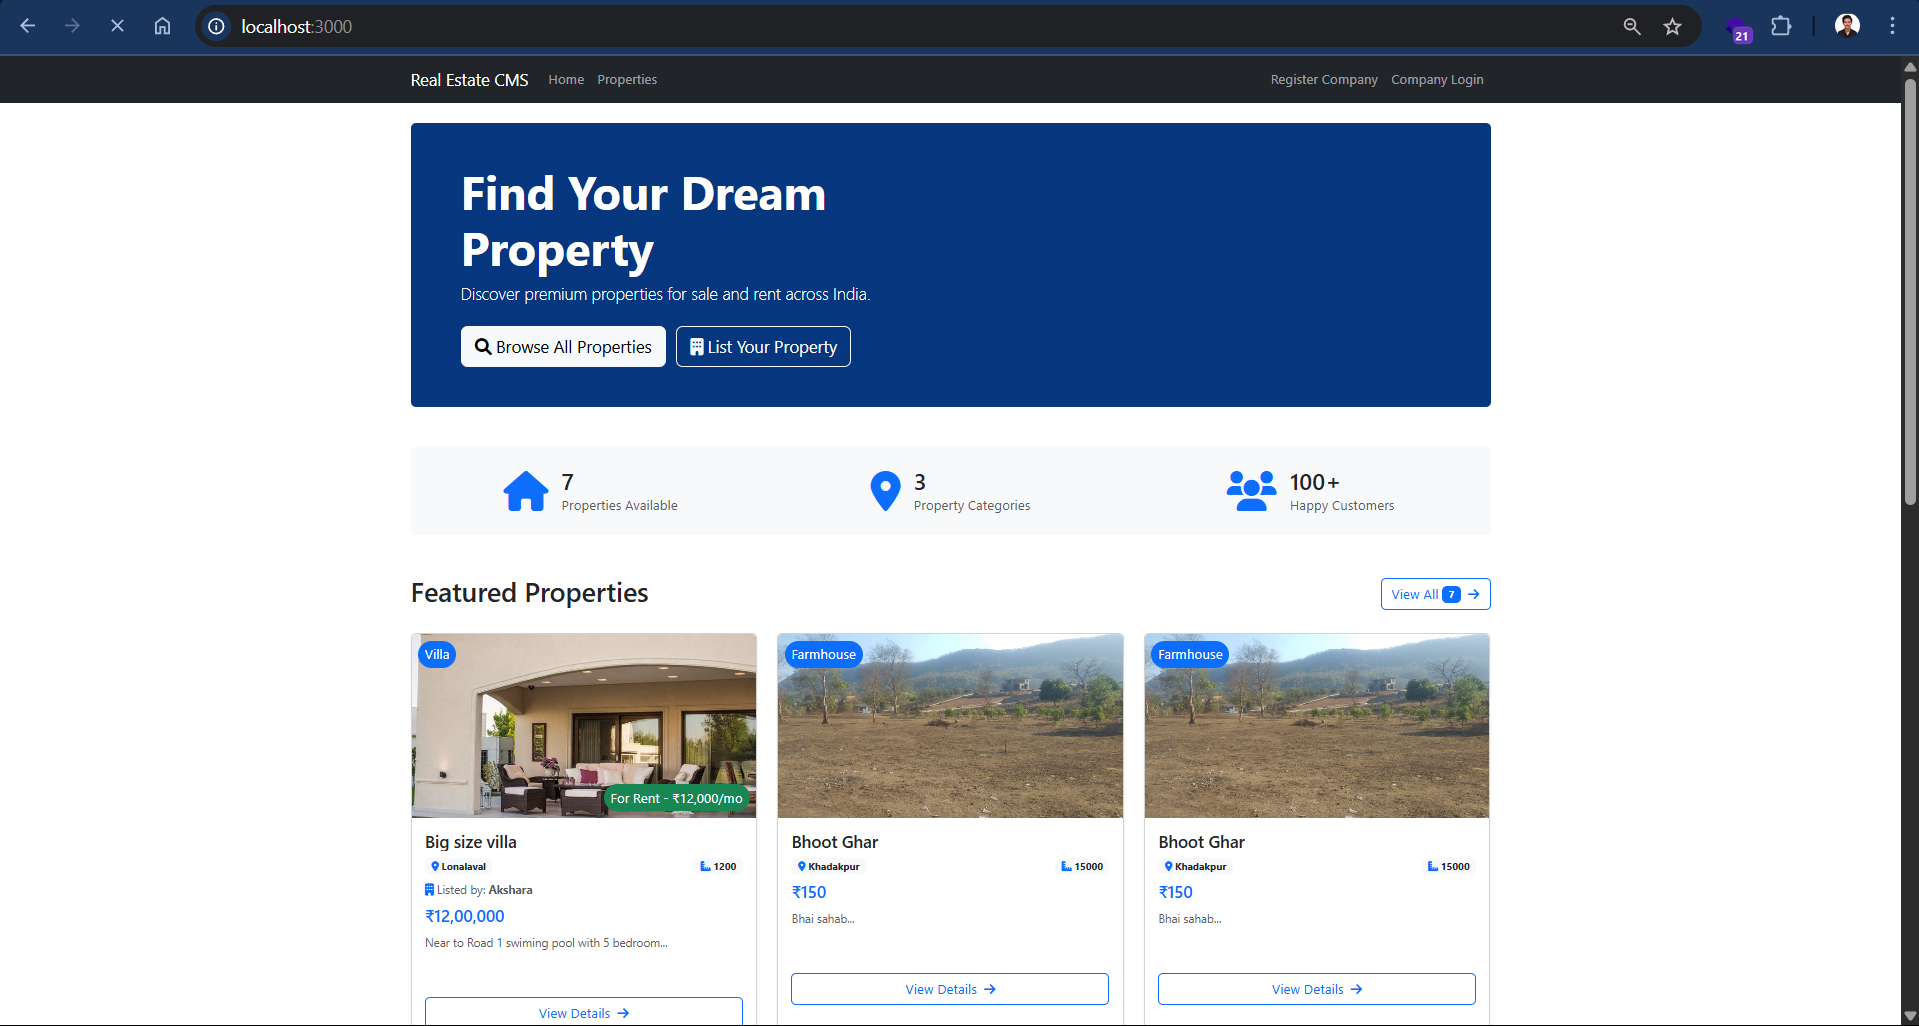 localhost:3000
21
Real Estate CMS Home Properties Register Company Company Login
Find Your Dream
Property
Discover premium properties for sale and rent across India.
Browse All Properties List Your Property
7
Properties Available
3
Property Categories
100+
Happy Customers
Featured Properties
View All 7
Villa
For Rent - ₹12,000/mo
Big size villa
Lonalaval 1200
Listed by: Akshara
₹12,00,000
Near to Road 1 swiming pool with 5 bedroom...
View Details
Farmhouse
Bhoot Ghar
Khadakpur 15000
₹150
Bhai sahab...
View Details
Farmhouse
Bhoot Ghar
Khadakpur 15000
₹150
Bhai sahab...
View Details